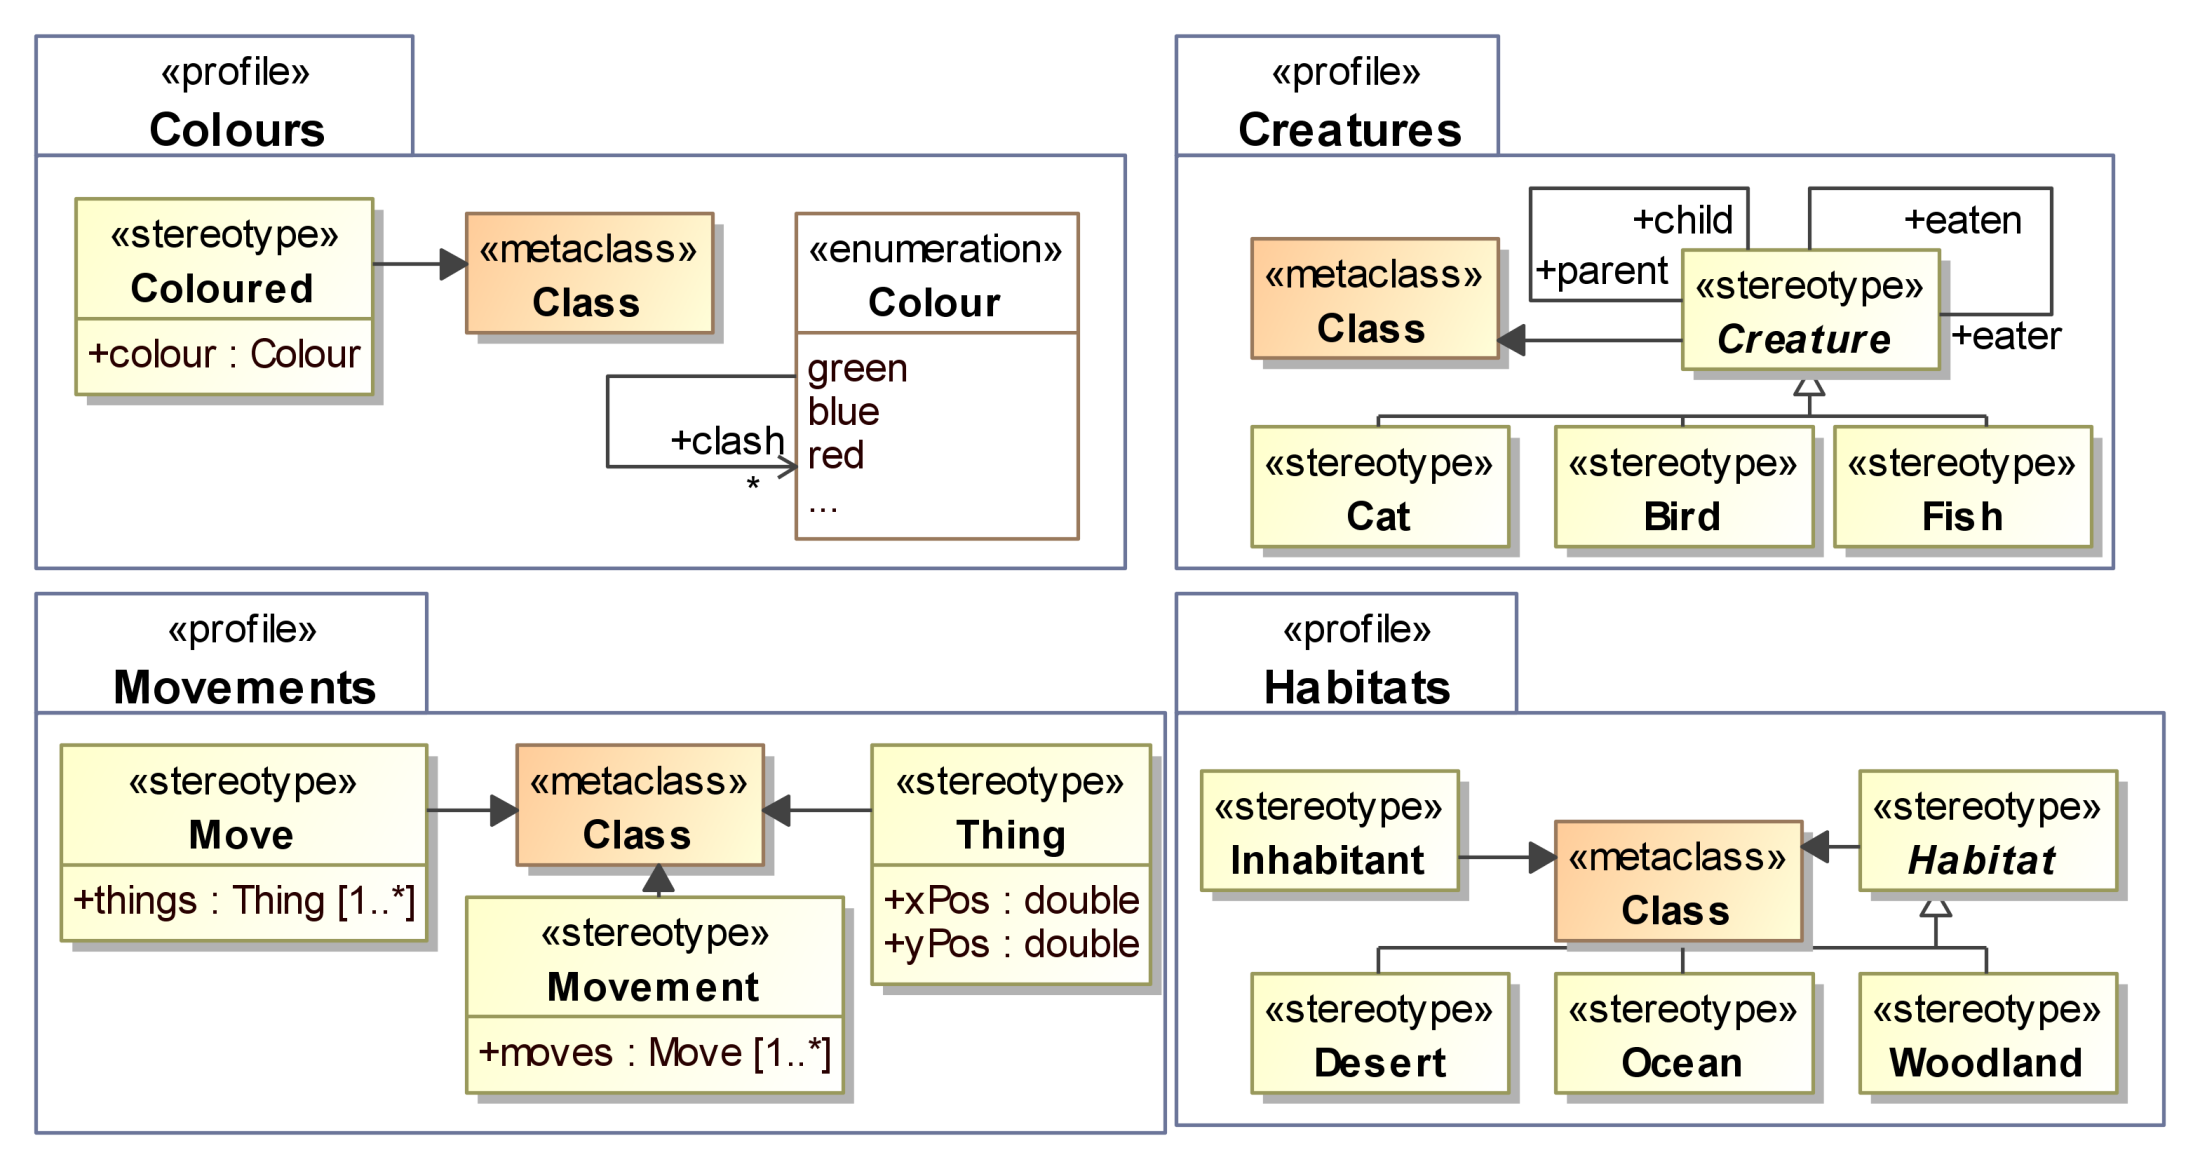 «profile»
Colours
«stereotype»
Coloured
+colour : Colour
«metaclass»
Class
«enumeration»
Colour
green
blue
red
...
+clash
*
«profile»
Creatures
«metaclass»
Class
+child
+parent
+eaten
+eater
«stereotype»
Creature
«stereotype»
Cat
«stereotype»
Bird
«stereotype»
Fish
«profile»
Movements
«stereotype»
Move
+things : Thing [1..*]
«metaclass»
Class
«stereotype»
Thing
+xPos : double
+yPos : double
«stereotype»
Movement
+moves : Move [1..*]
«profile»
Habitats
«stereotype»
Inhabitant
«metaclass»
Class
«stereotype»
Habitat
«stereotype»
Desert
«stereotype»
Ocean
«stereotype»
Woodland